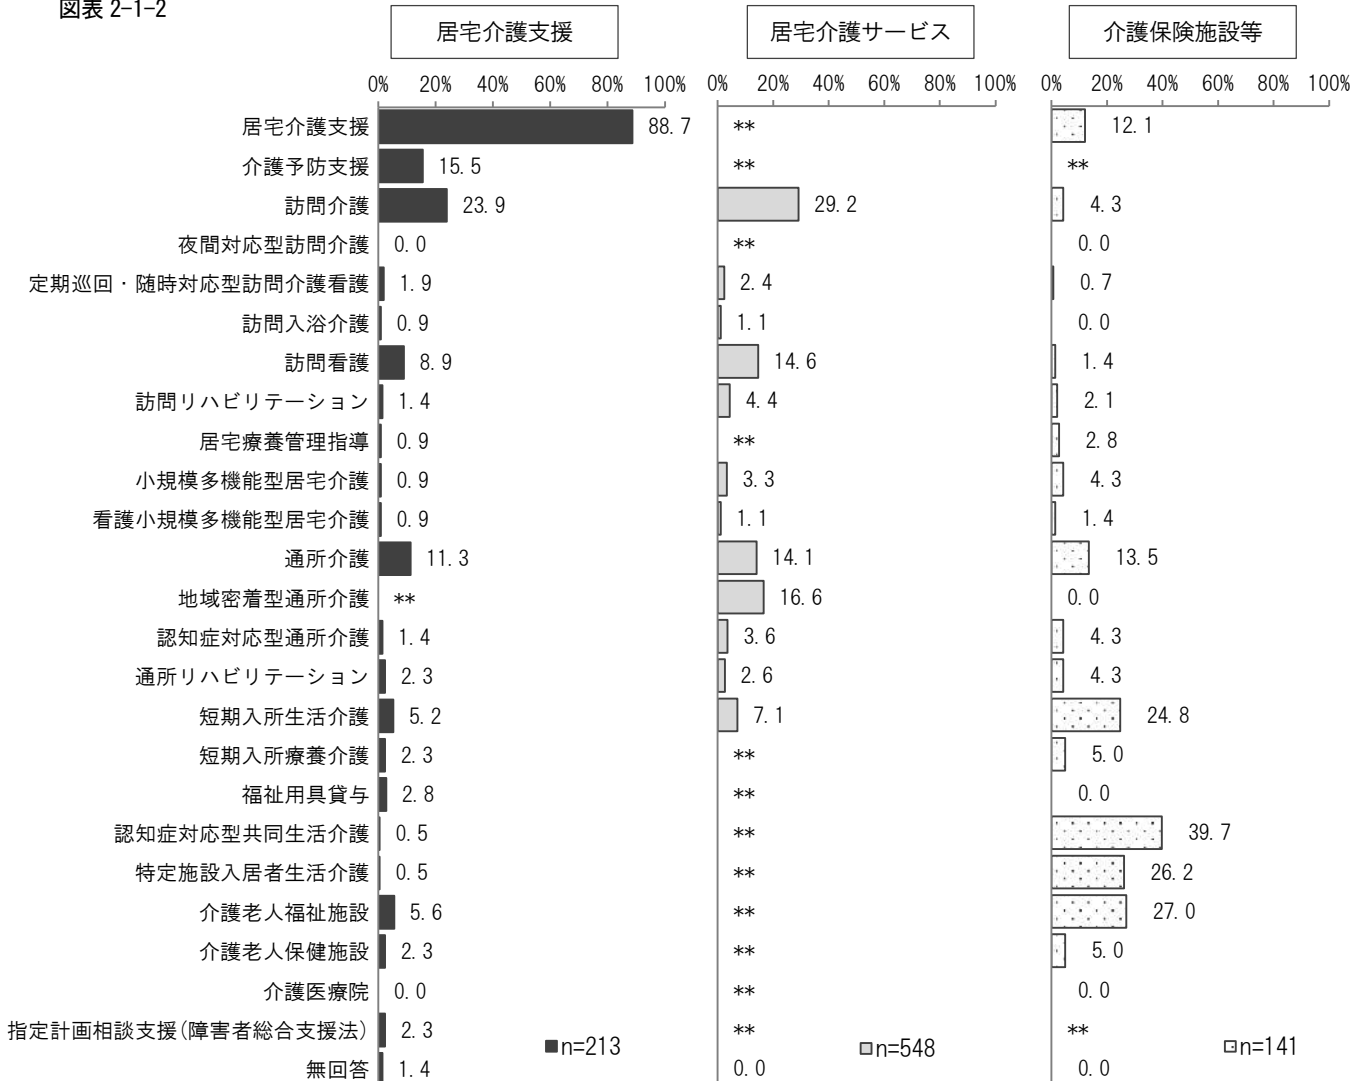 図表 2-1-2
居宅介護支援 居宅介護サービス 介護保険施設等
0% 20% 40% 60% 80% 100% 0% 20% 40% 60% 80% 100% 0% 20% 40% 60% 80% 100%
居宅介護支援 88.7 ** 12.1
介護予防支援 15.5 ** **
訪問介護 23.9 29.2 4.3
夜間対応型訪問介護 0.0 ** 0.0
定期巡回・随時対応型訪問介護看護 1.9 2.4 0.7
訪問入浴介護 0.9 1.1 0.0
訪問看護 8.9 14.6 1.4
訪問リハビリテーション 1.4 4.4 2.1
居宅療養管理指導 0.9 ** 2.8
小規模多機能型居宅介護 0.9 3.3 4.3
看護小規模多機能型居宅介護 0.9 1.1 1.4
通所介護 11.3 14.1 13.5
地域密着型通所介護 ** 16.6 0.0
認知症対応型通所介護 1.4 3.6 4.3
通所リハビリテーション 2.3 2.6 4.3
短期入所生活介護 5.2 7.1 24.8
短期入所療養介護 2.3 ** 5.0
福祉用具貸与 2.8 ** 0.0
認知症対応型共同生活介護 0.5 ** 39.7
特定施設入居者生活介護 0.5 ** 26.2
介護老人福祉施設 5.6 ** 27.0
介護老人保健施設 2.3 ** 5.0
介護医療院 0.0 ** 0.0
指定計画相談支援(障害者総合支援法) 2.3 ** **
n=213 n=548 n=141
無回答 1.4 0.0 0.0